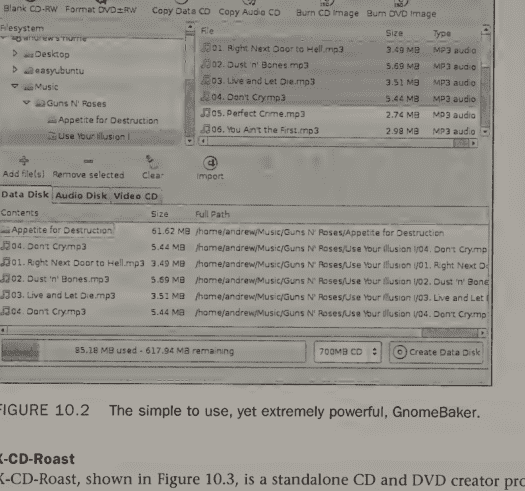 Blank CD-RW Format DVD±RW Copy Data CD Copy Audio CD Burn CD Image Burn DVD Image
Filesystem
andrew's home
Desktop
easyubuntu
Music
Guns N' Roses
Appetite for Destruction
Use Your Illusion I
File Size Type
01. Right Next Door to Hell.mp3 3.49 MB MP3 audio
02. Dust 'n' Bones.mp3 5.69 MB MP3 audio
03. Live and Let Die.mp3 3.51 MB MP3 audio
04. Don't Cry.mp3 5.44 MB MP3 audio
05. Perfect Crime.mp3 2.74 MB MP3 audio
06. You Ain't the First.mp3 2.98 MB MP3 audio
Add file(s) Remove selected Clear Import
Data Disk Audio Disk Video CD
Contents Size Full Path
Appetite for Destruction 61.62 MB /home/andrew/Music/Guns N' Roses/Appetite for Destruction
04. Don't Cry.mp3 5.44 MB /home/andrew/Music/Guns N' Roses/Use Your Illusion I/04. Don't Cry.mp
01. Right Next Door to Hell.mp3 3.49 MB /home/andrew/Music/Guns N' Roses/Use Your Illusion I/01. Right Next D
02. Dust 'n' Bones.mp3 5.69 MB /home/andrew/Music/Guns N' Roses/Use Your Illusion I/02. Dust 'n' Bone
03. Live and Let Die.mp3 3.51 MB /home/andrew/Music/Guns N' Roses/Use Your Illusion I/03. Live and Let
04. Don't Cry.mp3 5.44 MB /home/andrew/Music/Guns N' Roses/Use Your Illusion I/04. Don't Cry.mp
85.18 MB used - 617.94 MB remaining 700MB CD Create Data Disk
FIGURE 10.2 The simple to use, yet extremely powerful, GnomeBaker.
X-CD-Roast
X-CD-Roast, shown in Figure 10.3, is a standalone CD and DVD creator pro